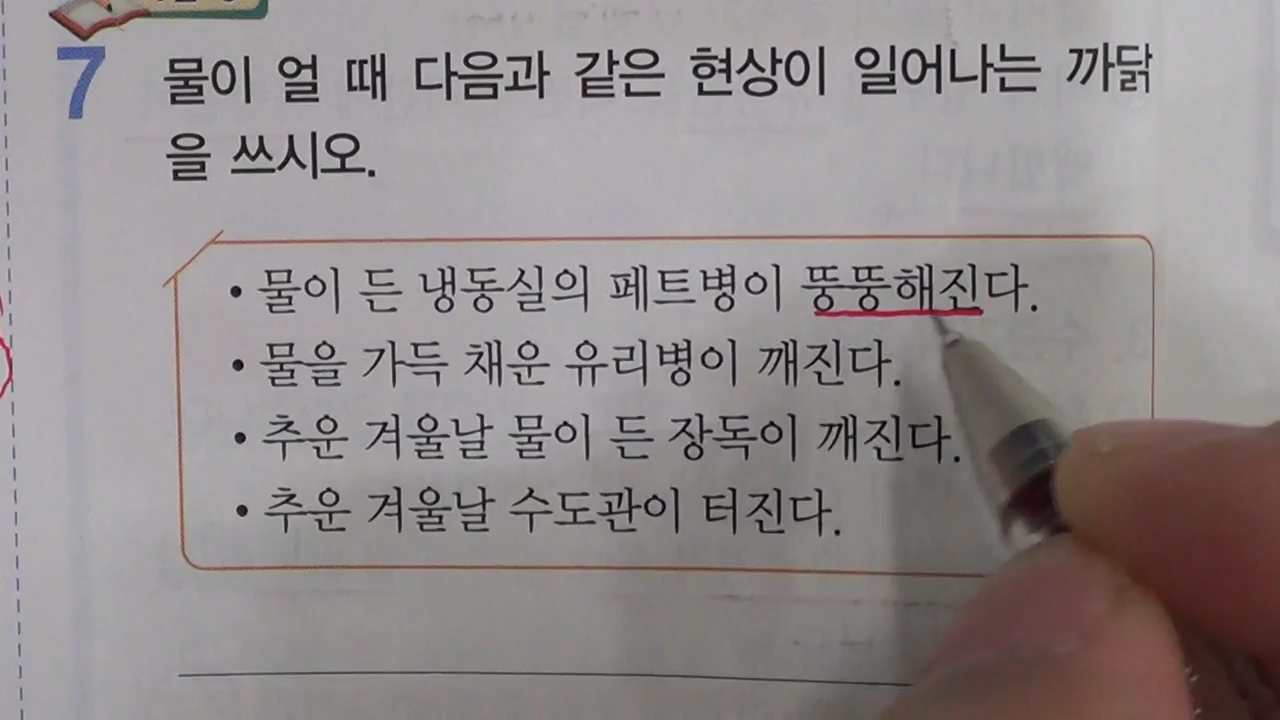 7 물이 얼 때 다음과 같은 현상이 일어나는 까닭
을 쓰시오.
• 물이 든 냉동실의 페트병이 뚱뚱해진다.
• 물을 가득 채운 유리병이 깨진다.
• 추운 겨울날 물이 든 장독이 깨진다.
• 추운 겨울날 수도관이 터진다.